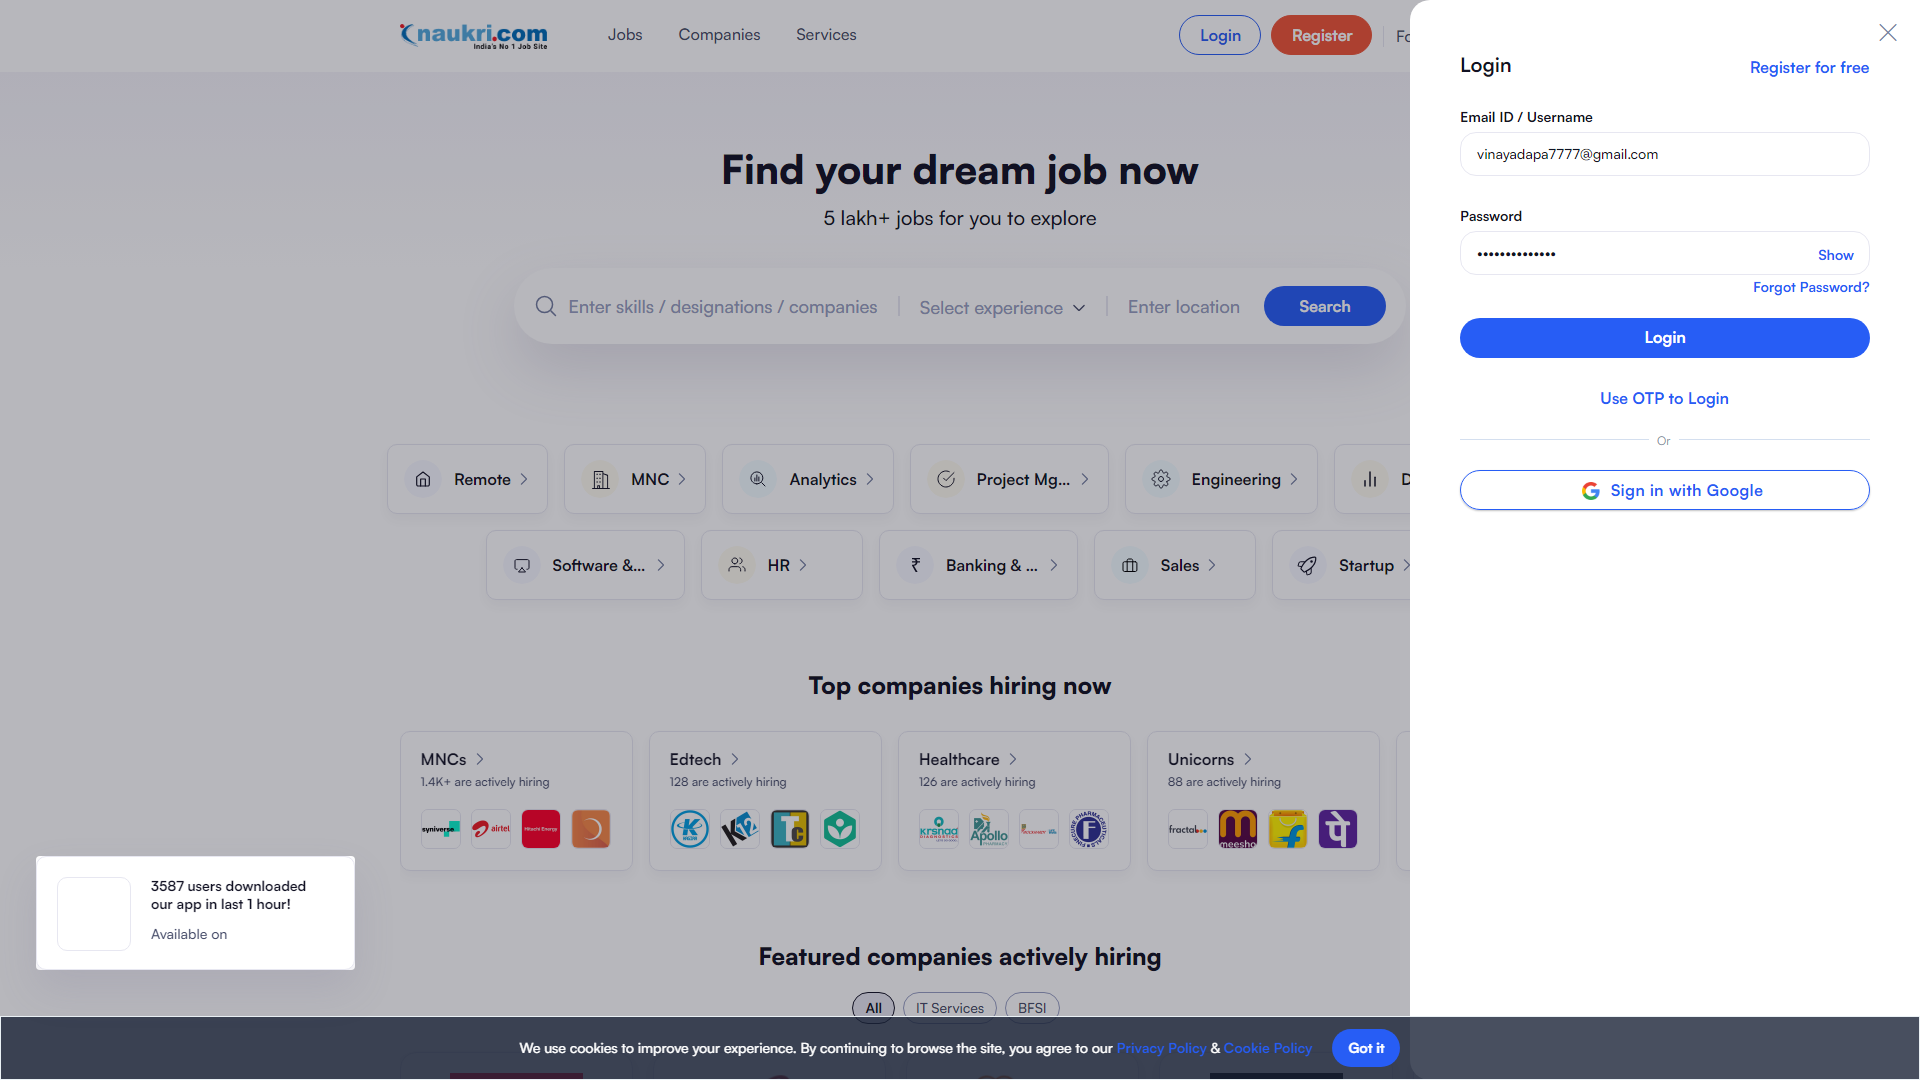 naukri.com
India's No 1 Job Site
Jobs
Companies
Services
Login
Register
Fo
Find your dream job now
5 lakh+ jobs for you to explore
Enter skills / designations / companies
Select experience
Enter location
Search
Remote
MNC
Analytics
Project Mg...
Engineering
D
Software &...
HR
Banking & ...
Sales
Startup
Top companies hiring now
MNCs
1.4K+ are actively hiring
syniverse
airtel
Hitachi Energy
Edtech
128 are actively hiring
K12
Tc
Healthcare
126 are actively hiring
krsnaa
DIAGNOSTICS
Apollo
PHARMACY
Unicorns
88 are actively hiring
fractal
meesho
Featured companies actively hiring
All
IT Services
BFSI
3587 users downloaded
our app in last 1 hour!
Available on
We use cookies to improve your experience. By continuing to browse the site, you agree to our Privacy Policy & Cookie Policy
Got it
Login
Register for free
Email ID / Username
vinayadapa7777@gmail.com
Password
••••••••••••••
Show
Forgot Password?
Login
Use OTP to Login
Or
Sign in with Google